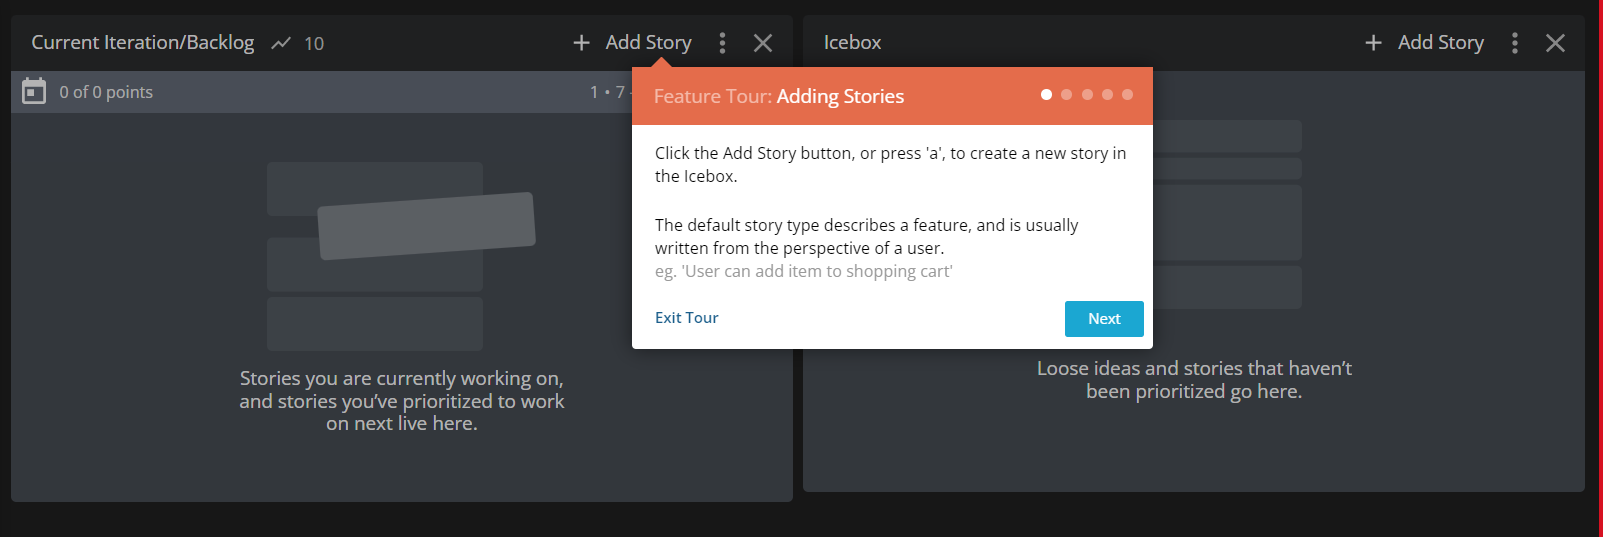 Current Iteration/Backlog 10 + Add Story
Icebox + Add Story
0 of 0 points 1 • 7
Feature Tour: Adding Stories
Click the Add Story button, or press 'a', to create a new story in
the Icebox.
The default story type describes a feature, and is usually
written from the perspective of a user.
eg. 'User can add item to shopping cart'
Exit Tour
Next
Stories you are currently working on,
and stories you’ve prioritized to work
on next live here.
Loose ideas and stories that haven’t
been prioritized go here.